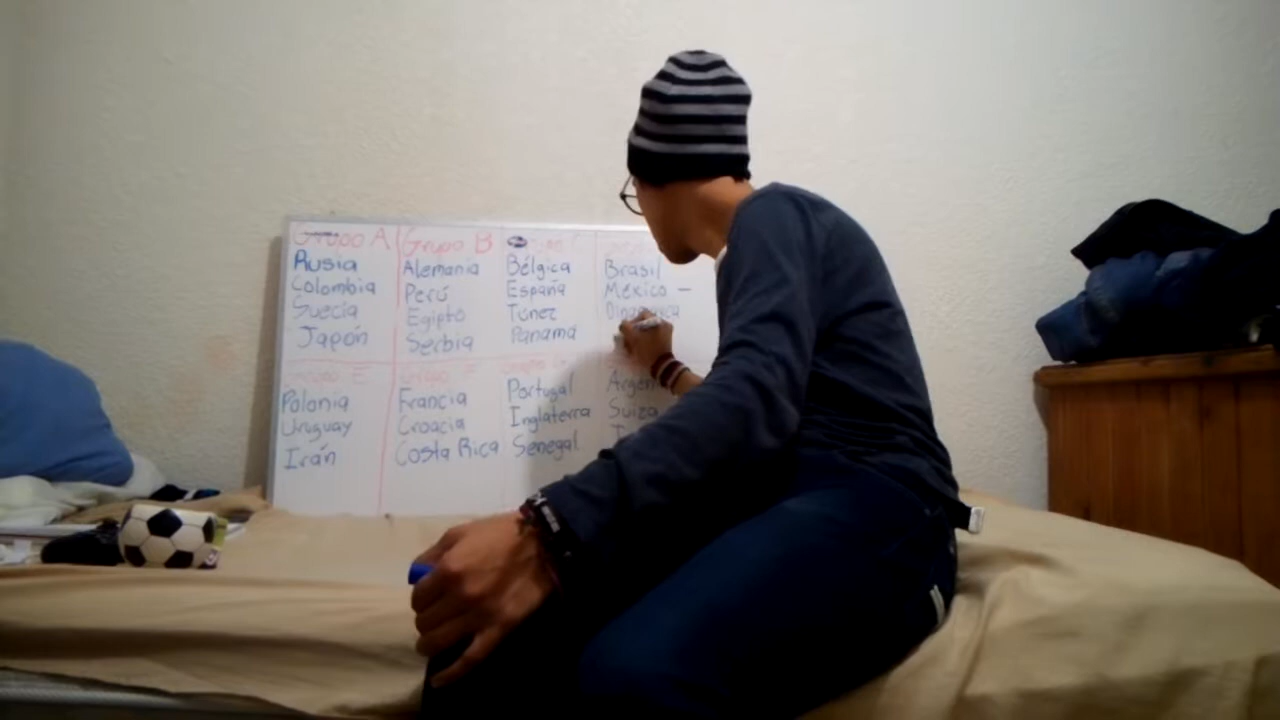 Grupo A
Rusia
Colombia
Suecia
Japón
Grupo B
Alemania
Perú
Egipto
Serbia
Bélgica
España
Túnez
Panamá
Brasil
México –
Polonia
Uruguay
Irán
Francia
Croacia
Costa Rica
Portugal
Inglaterra
Senegal
Suiza